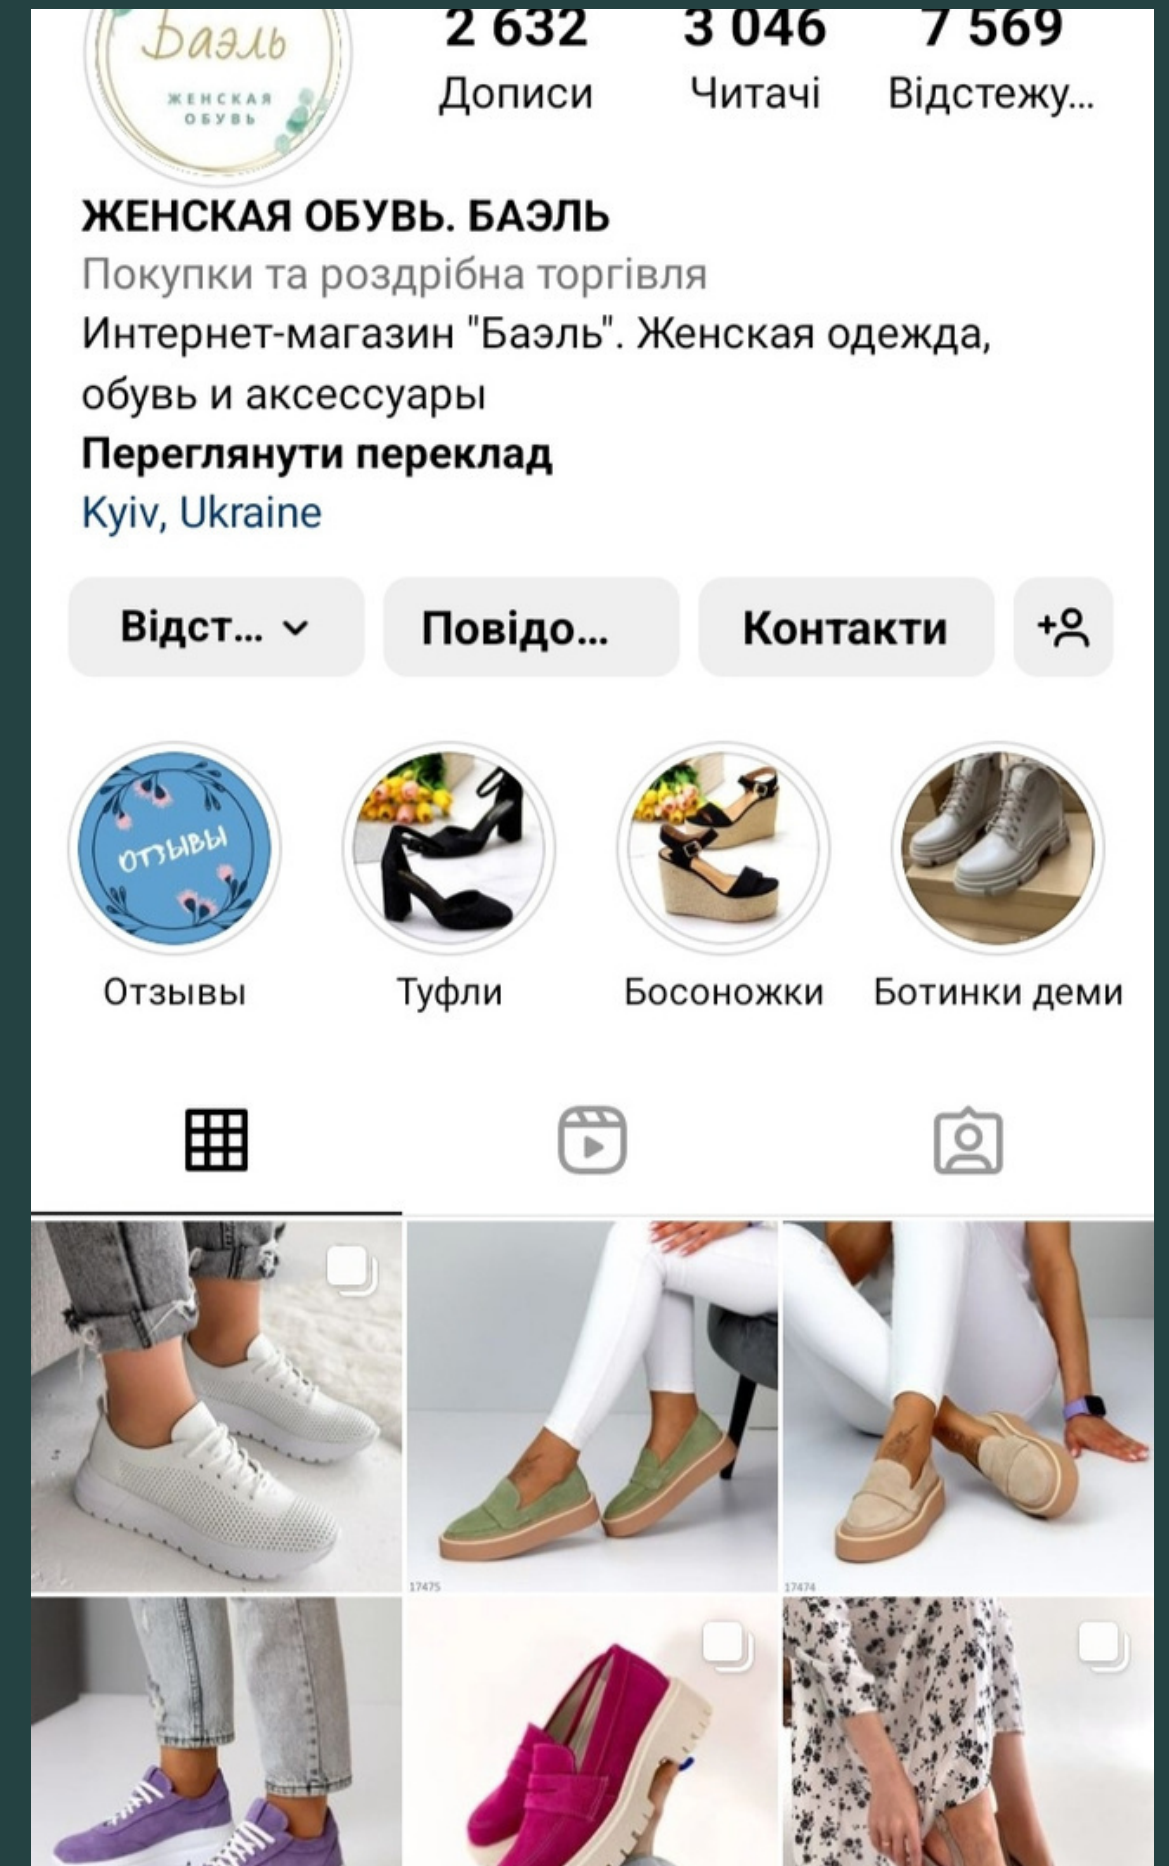 Баэль
ЖЕНСКАЯ
ОБУВЬ
2 632 3 046 7 569
Дописи Читачі Відстежу...
ЖЕНСКАЯ ОБУВЬ. БАЭЛЬ
Покупки та роздрібна торгівля
Интернет-магазин "Баэль". Женская одежда,
обувь и аксессуары
Переглянути переклад
Kyiv, Ukraine
Відст... Повідо... Контакти
ОТЗЫВЫ
Отзывы Туфли Босоножки Ботинки деми
17475 17474